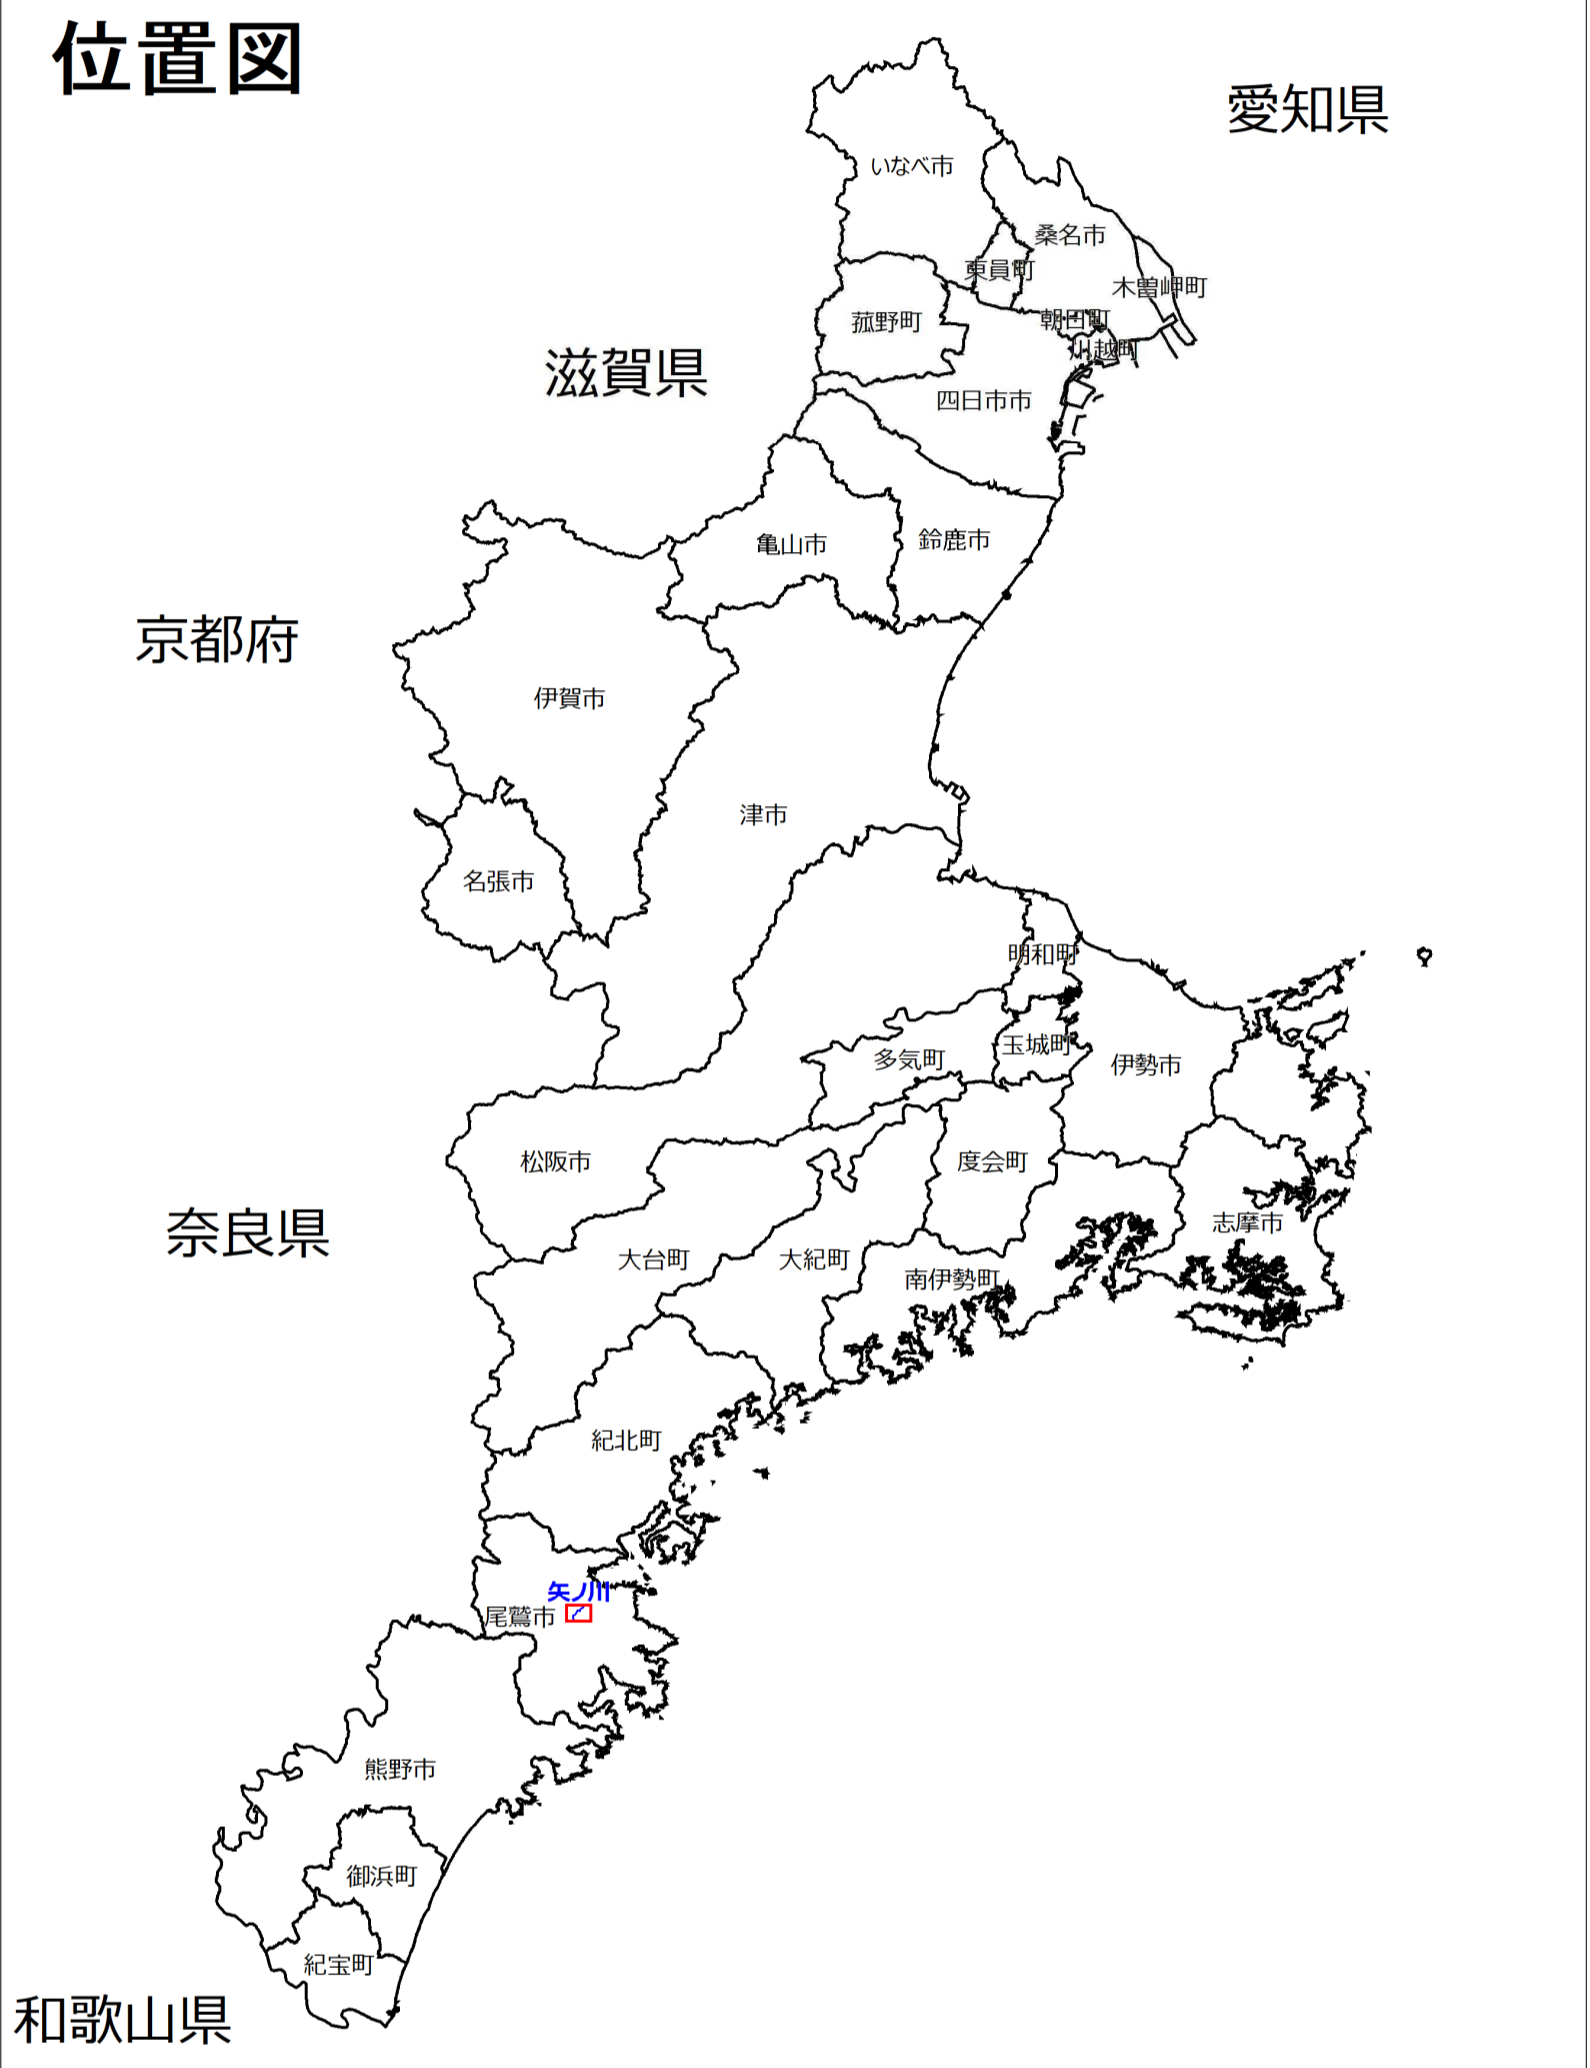 位置図
愛知県
いなべ市
桑名市
東員町
木曽岬町
菰野町
朝日町
川越町
滋賀県
四日市市
亀山市
鈴鹿市
京都府
伊賀市
津市
名張市
明和町
玉城町
多気町
伊勢市
松阪市
度会町
奈良県
志摩市
大台町
大紀町
南伊勢町
紀北町
矢ノ川
尾鷲市
熊野市
御浜町
紀宝町
和歌山県